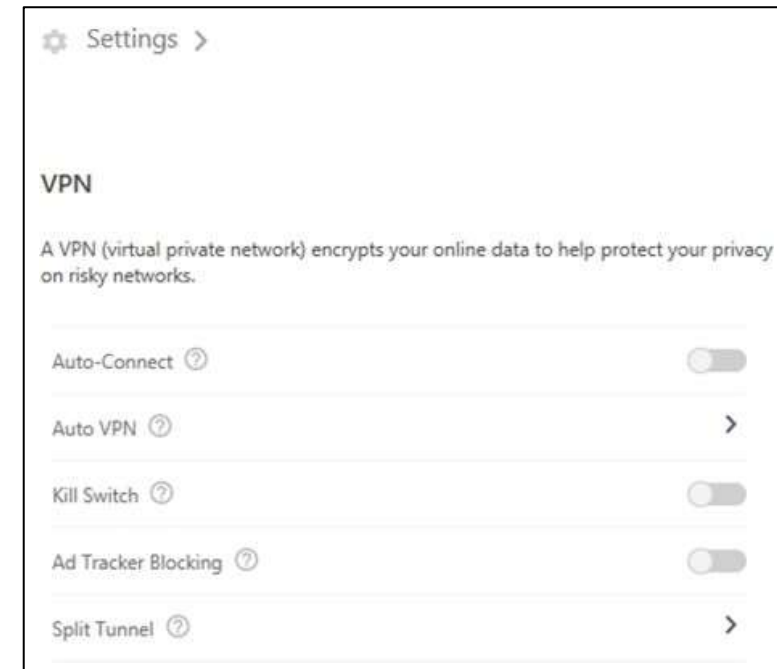 Settings >
VPN
A VPN (virtual private network) encrypts your online data to help protect your privacy
on risky networks.
Auto-Connect ?
Auto VPN ? >
Kill Switch ?
Ad Tracker Blocking ?
Split Tunnel ? >